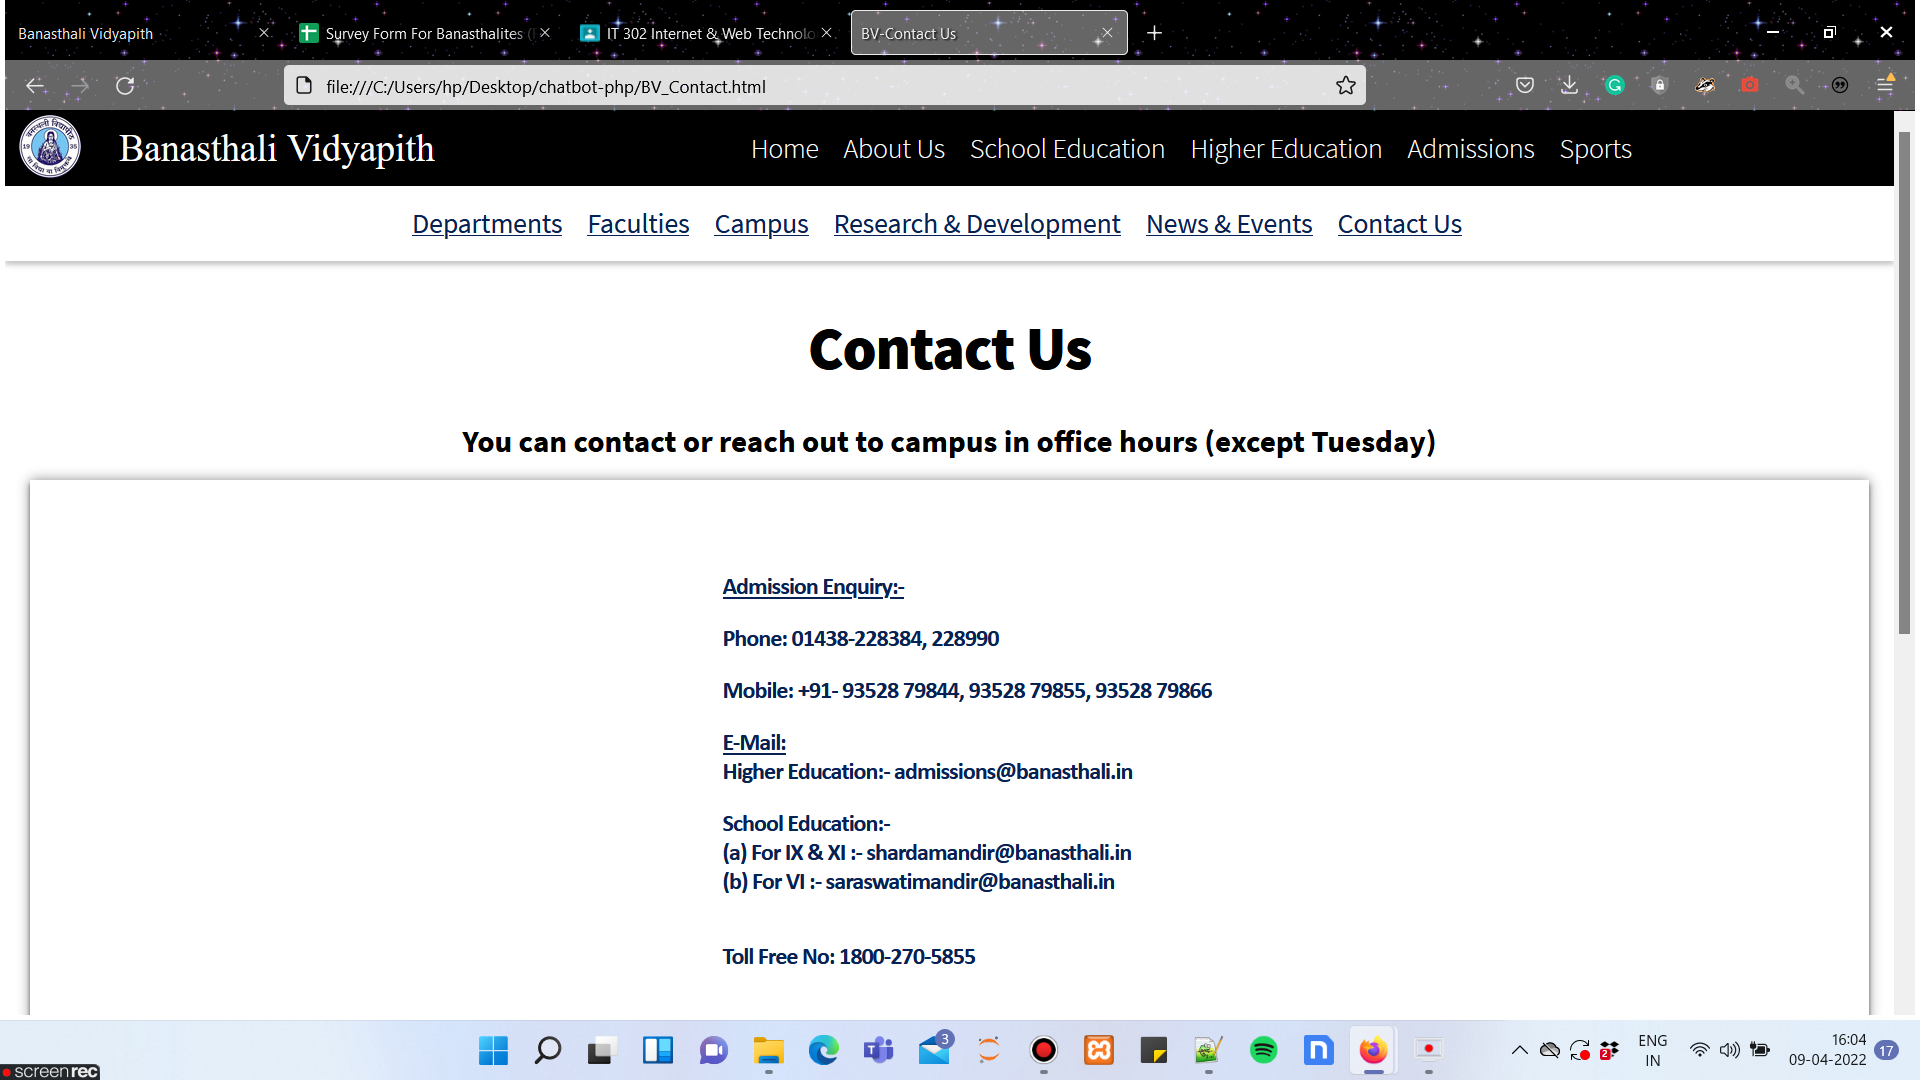 Banasthali Vidyapith
Survey Form For Banasthalites (
IT 302 Internet & Web Technolo
BV-Contact Us
file:///C:/Users/hp/Desktop/chatbot-php/BV_Contact.html
Banasthali Vidyapith
Home About Us School Education Higher Education Admissions Sports
Departments Faculties Campus Research & Development News & Events Contact Us
Contact Us
You can contact or reach out to campus in office hours (except Tuesday)
Admission Enquiry:-
Phone: 01438-228384, 228990
Mobile: +91- 93528 79844, 93528 79855, 93528 79866
E-Mail:
Higher Education:- admissions@banasthali.in
School Education:-
(a) For IX & XI :- shardamandir@banasthali.in
(b) For VI :- saraswatimandir@banasthali.in
Toll Free No: 1800-270-5855
3
2
ENG
IN
16:04
09-04-2022
17
screenrec